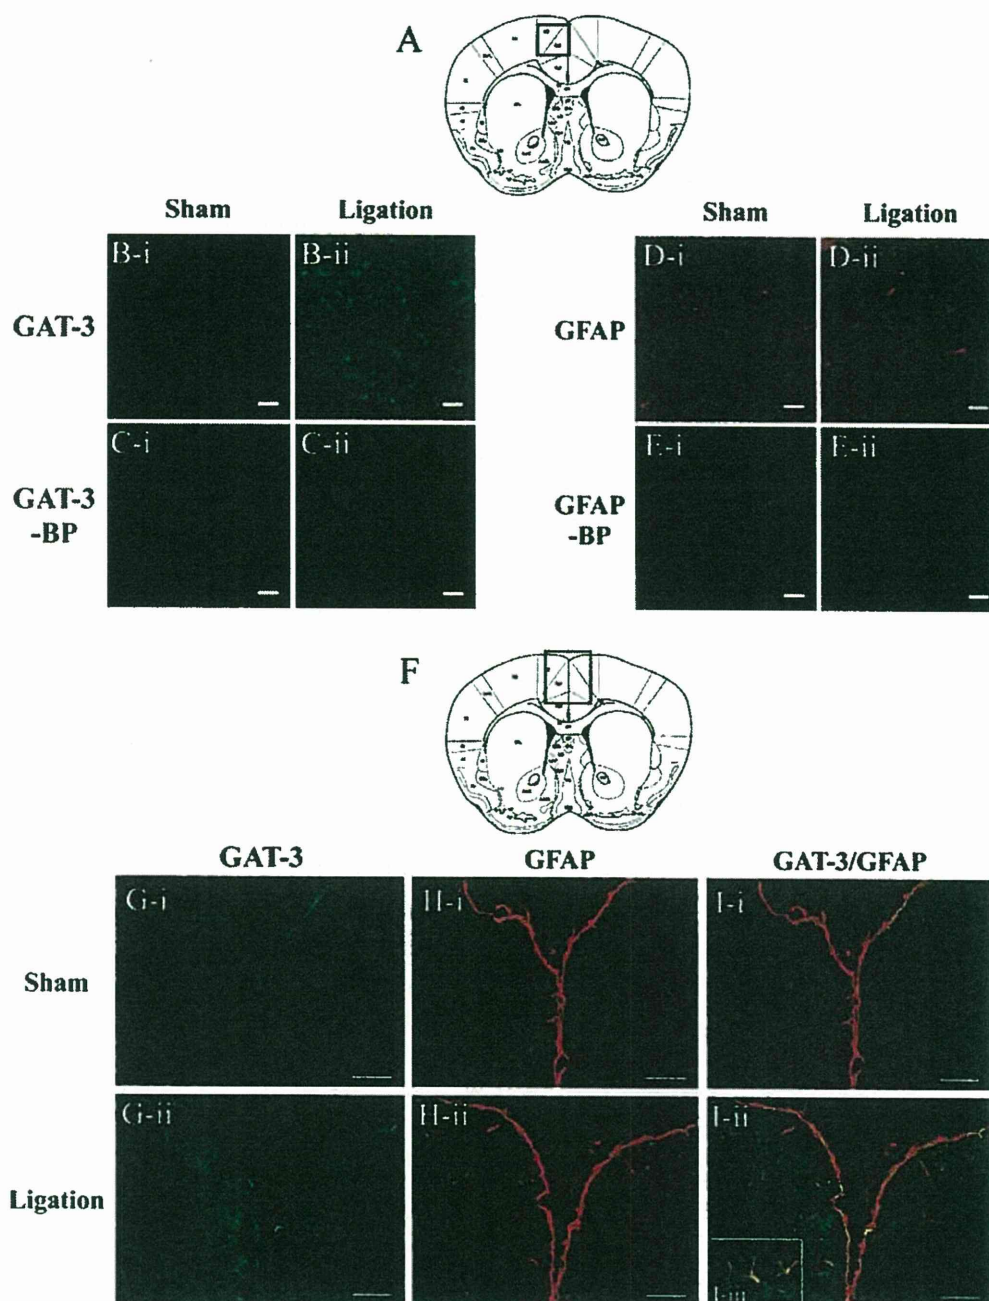 A
Sham Ligation
Sham Ligation
B-i B-ii
D-i D-ii
GAT-3
GFAP
C-i C-ii
E-i E-ii
GAT-3
-BP
GFAP
-BP
F
GAT-3 GFAP GAT-3/GFAP
G-i H-i I-i
Sham
G-ii H-ii I-ii
Ligation
I-iii